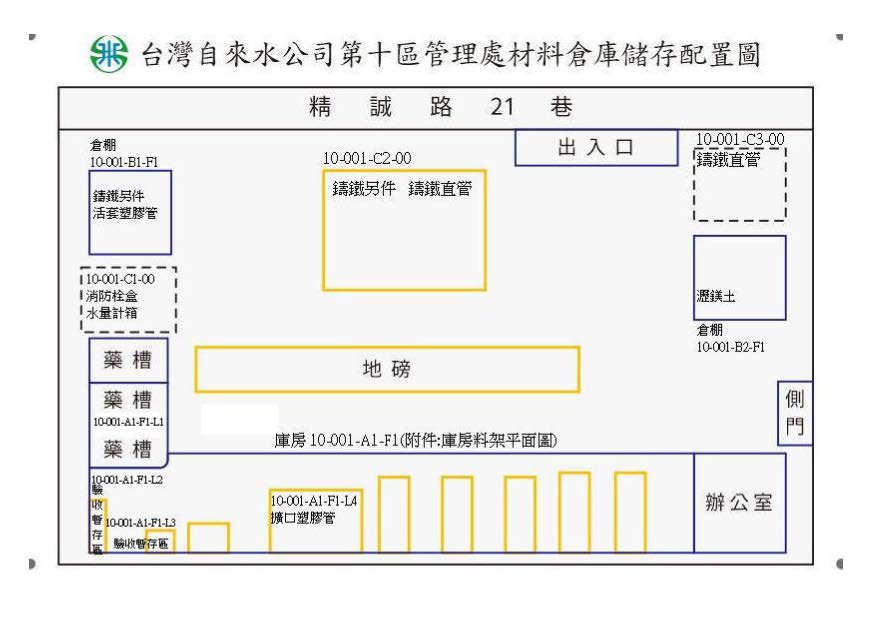 台灣自來水公司第十區管理處材料倉庫儲存配置圖
精誠路21巷
倉棚
10-001-B1-F1
鑄鐵另件
活套塑膠管
10-001-C2-00
鑄鐵另件 鑄鐵直管
出入口
10-001-C3-00
鑄鐵直管
10-001-C1-00
消防栓盒
水量計箱
瀝鎂土
倉棚
10-001-B2-F1
藥槽
地磅
藥槽
10-001-A1-F1-L1
藥槽
側門
庫房 10-001-A1-F1(附件:庫房料架平面圖)
10-001-A1-F1-L2
驗收暫存區
10-001-A1-F1-L3
驗收暫存區
10-001-A1-F1-L4
擴口塑膠管
辦公室